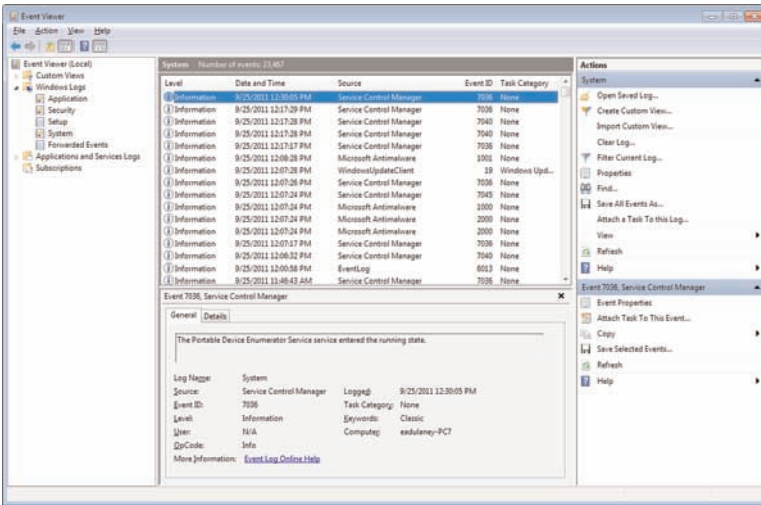 Event Viewer
File Action View Help
Event Viewer (Local)
Custom Views
Windows Logs
Application
Security
Setup
System
Forwarded Events
Applications and Services Logs
Subscriptions
System Number of events: 23,467
Level Date and Time Source Event ID Task Category
Information 9/25/2011 12:30:05 PM Service Control Manager 7036 None
Information 9/25/2011 12:17:29 PM Service Control Manager 7036 None
Information 9/25/2011 12:17:28 PM Service Control Manager 7040 None
Information 9/25/2011 12:17:28 PM Service Control Manager 7040 None
Information 9/25/2011 12:17:17 PM Service Control Manager 7036 None
Information 9/25/2011 12:08:28 PM Microsoft Antimalware 1001 None
Information 9/25/2011 12:07:28 PM WindowsUpdateClient 19 Windows Upd...
Information 9/25/2011 12:07:26 PM Service Control Manager 7036 None
Information 9/25/2011 12:07:25 PM Service Control Manager 7045 None
Information 9/25/2011 12:07:24 PM Microsoft Antimalware 1000 None
Information 9/25/2011 12:07:24 PM Microsoft Antimalware 2000 None
Information 9/25/2011 12:07:24 PM Microsoft Antimalware 2000 None
Information 9/25/2011 12:07:17 PM Service Control Manager 7036 None
Information 9/25/2011 12:06:32 PM Service Control Manager 7040 None
Information 9/25/2011 12:00:58 PM EventLog 6013 None
Information 9/25/2011 11:46:43 AM Service Control Manager 7036 None
Event 7036, Service Control Manager
General Details
The Portable Device Enumerator Service service entered the running state.
Log Name: System
Source: Service Control Manager Logged: 9/25/2011 12:30:05 PM
Event ID: 7036 Task Category: None
Level: Information Keywords: Classic
User: N/A Computer: eadulaney-PC7
OpCode: Info
More Information: Event Log Online Help
Actions
System
Open Saved Log...
Create Custom View...
Import Custom View...
Clear Log...
Filter Current Log...
Properties
Find...
Save All Events As...
Attach a Task To this Log...
View
Refresh
Help
Event 7036, Service Control Manager
Event Properties
Attach Task To This Event...
Copy
Save Selected Events...
Refresh
Help